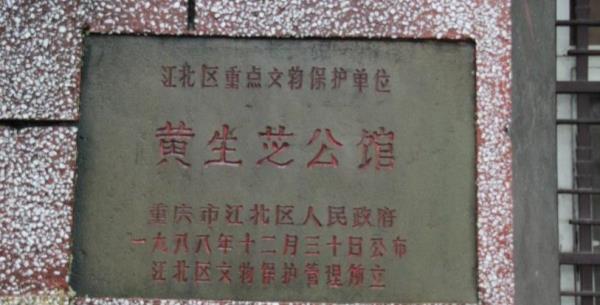 江北区重点文物保护单位
黄生芝公馆
重庆市江北区人民政府
一九八八年十二月三十日公布
江北区文物保护管理所立